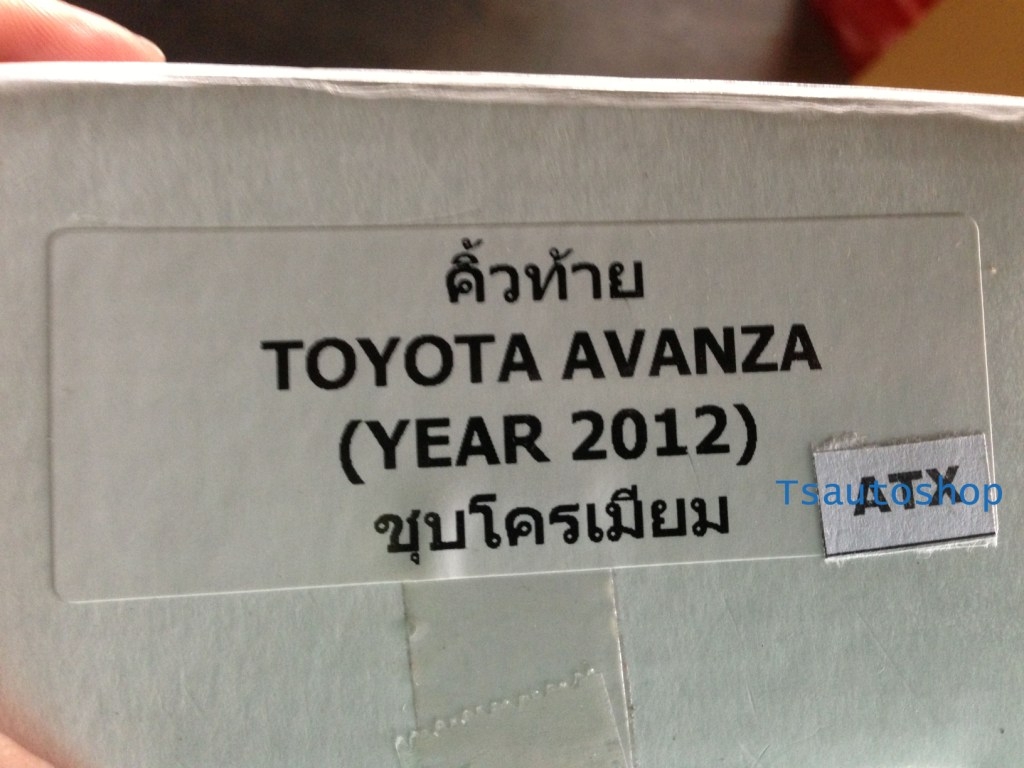 คิ้วท้าย
TOYOTA AVANZA
(YEAR 2012)
ชุบโครเมียม
ATX
Tsautoshop